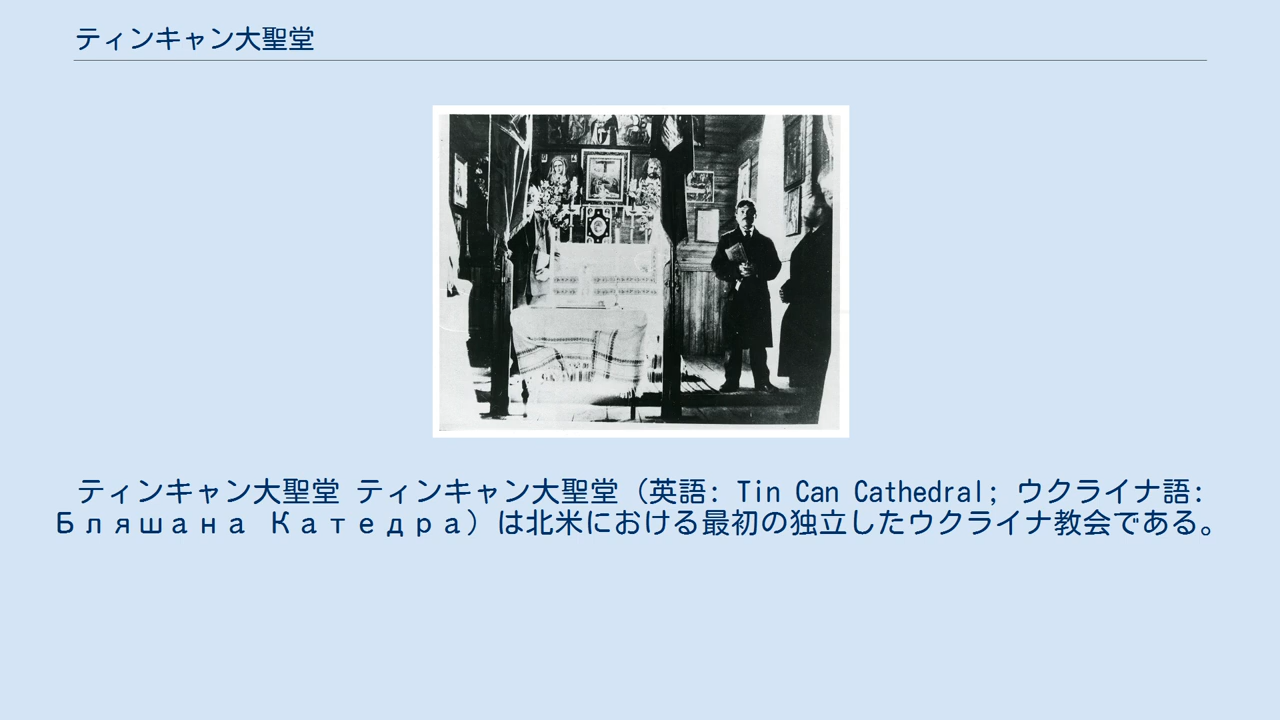 ティンキャン大聖堂
ティンキャン大聖堂 ティンキャン大聖堂（英語: Tin Can Cathedral; ウクライナ語:
Бляшана Катедра）は北米における最初の独立したウクライナ教会である。